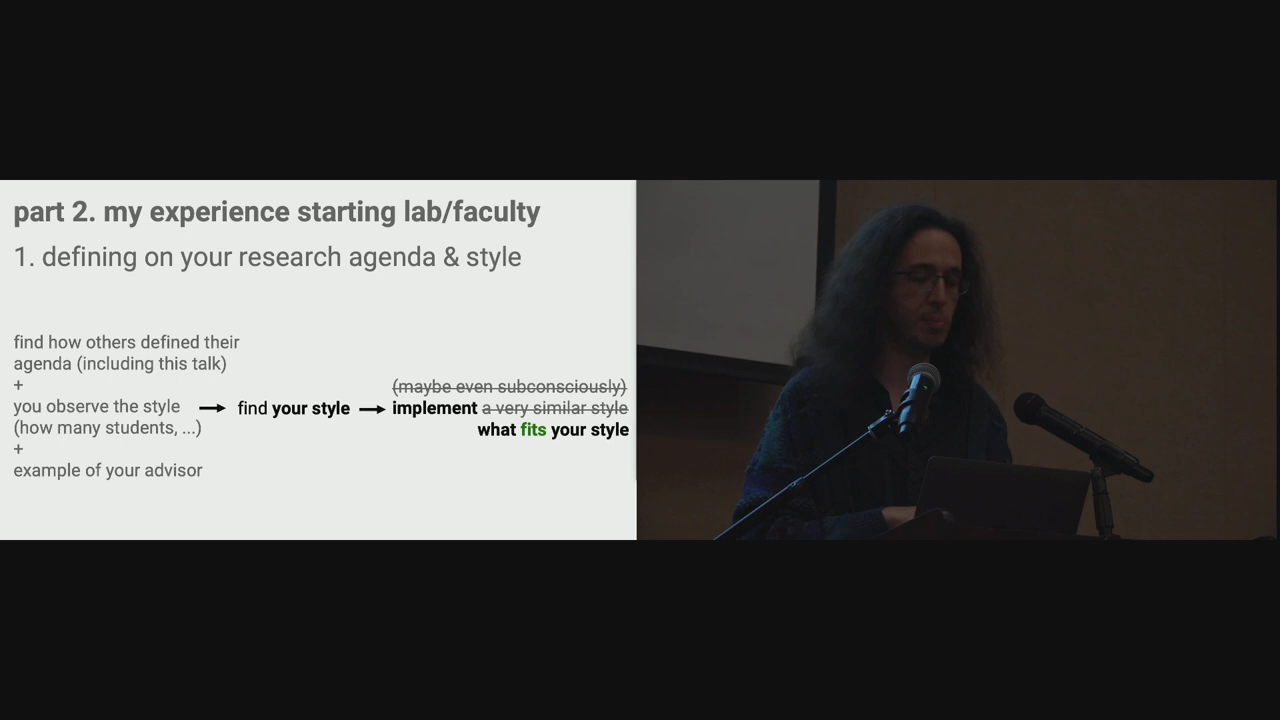 part 2. my experience starting lab/faculty
1. defining on your research agenda & style
find how others defined their
agenda (including this talk)
+
you observe the style
(how many students, ...)
+
example of your advisor
find your style
(maybe even subconsciously)
implement a very similar style
what fits your style